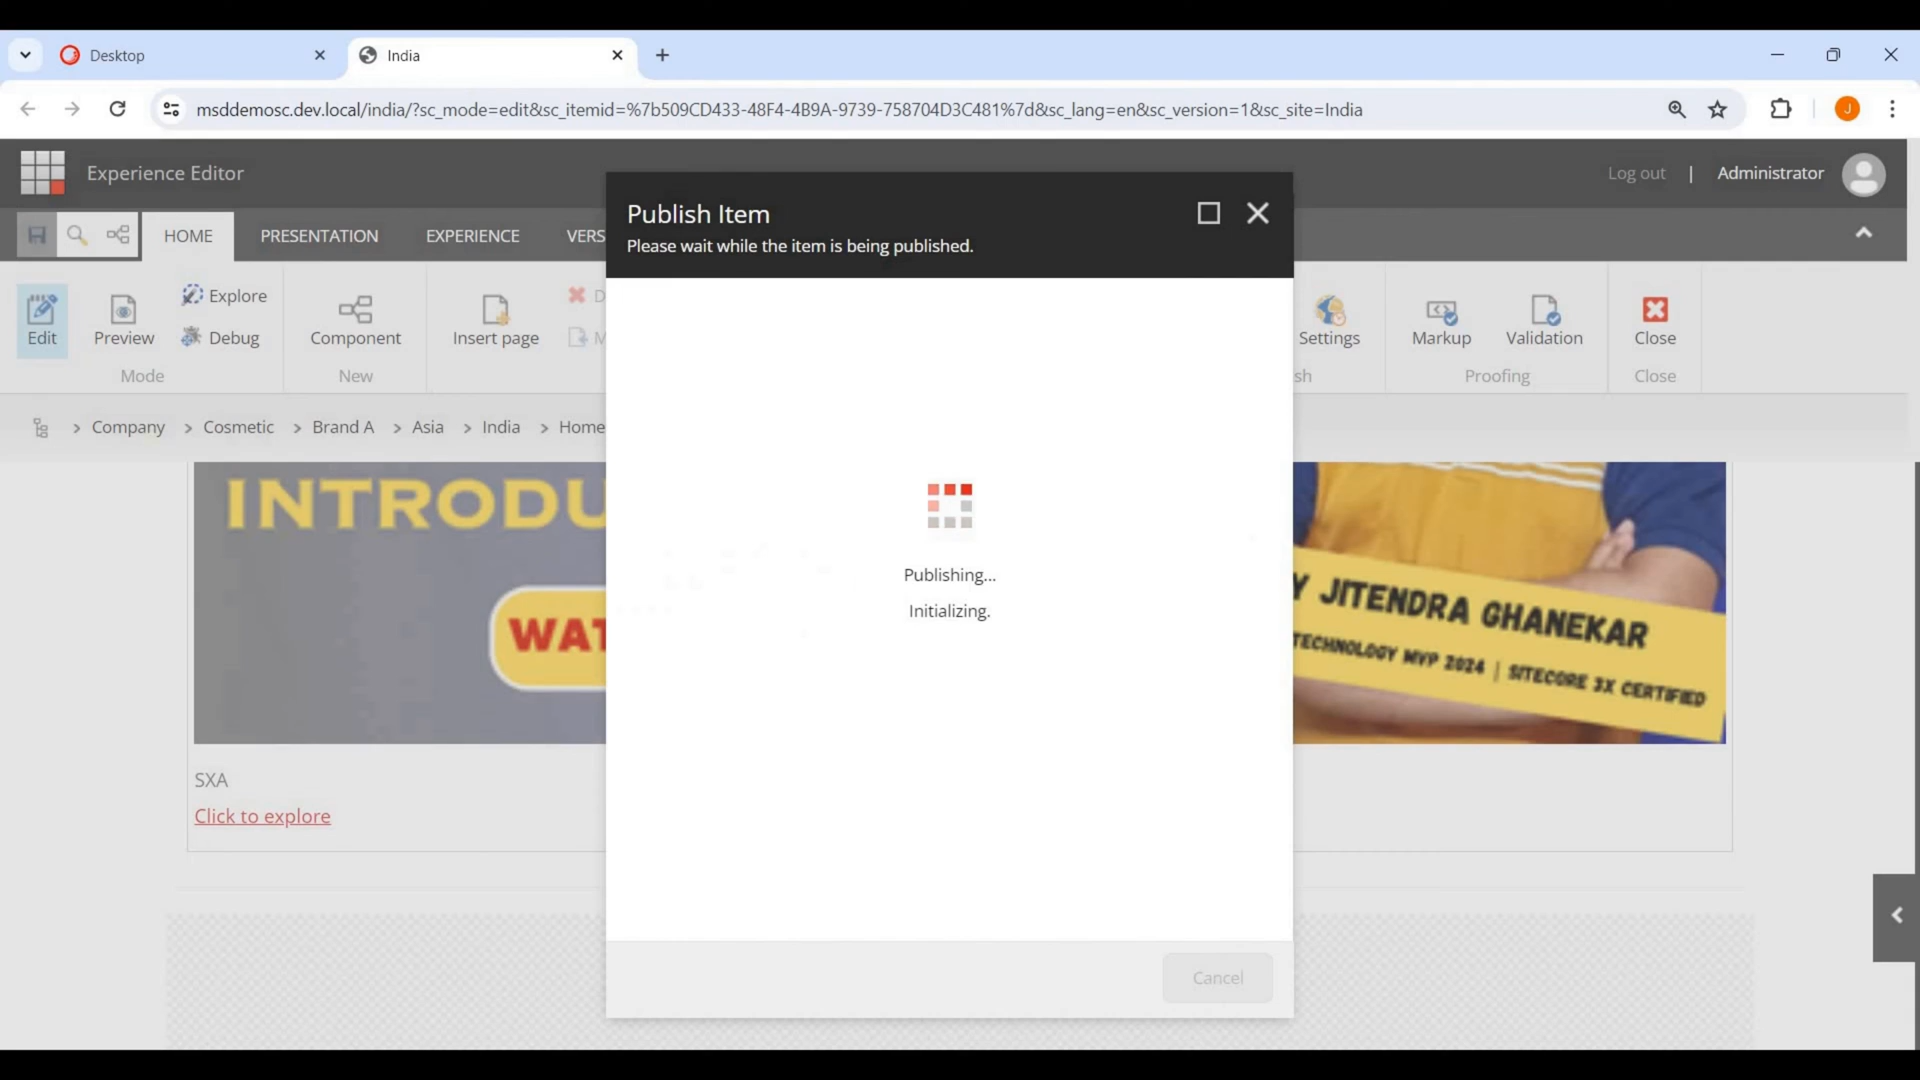 Desktop
India
msddemosc.dev.local/india/?sc_mode=edit&sc_itemid=%7b509CD433-48F4-4B9A-9739-758704D3C481%7d&sc_lang=en&sc_version=1&sc_site=India
J
Experience Editor
Log out | Administrator
HOME PRESENTATION EXPERIENCE VERS
Publish Item
Please wait while the item is being published.
Edit Preview Explore Debug
Component
Insert page
D
M
Settings
Markup Validation
Close
Mode New sh Proofing Close
> Company > Cosmetic > Brand A > Asia > India > Home
INTRODU
WAT
Publishing...
Initializing.
Y JITENDRA GHANEKAR
TECHNOLOGY MVP 2024 | SITECORE 3X CERTIFIED
SXA
Click to explore
Cancel